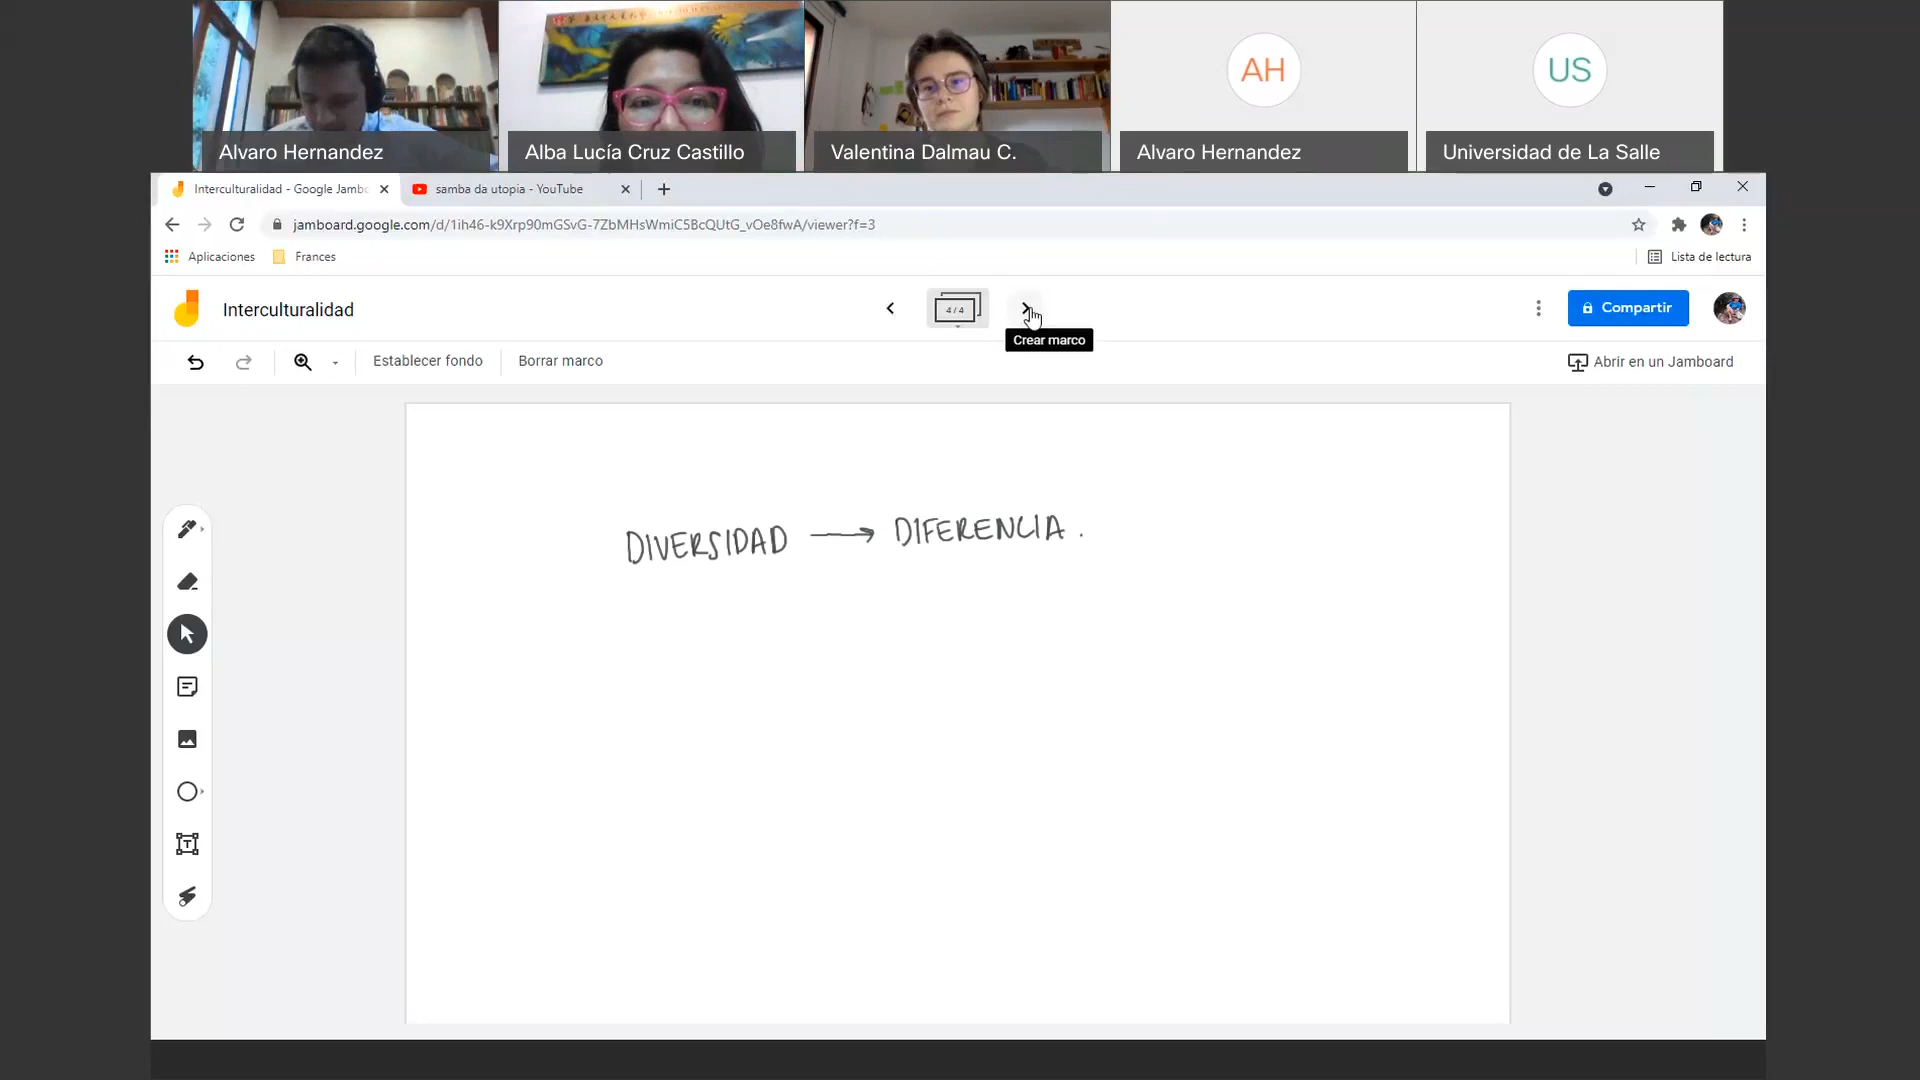 Alvaro Hernandez
Alba Lucía Cruz Castillo
Valentina Dalmau C.
AH
Alvaro Hernandez
US
Universidad de La Salle
Interculturalidad - Google Jambo
samba da utopia - YouTube
jamboard.google.com/d/1ih46-k9Xrp90mGSvG-7ZbMHsWmiC5BcQUtG_vOe8fwA/viewer?f=3
Aplicaciones
Frances
Lista de lectura
Interculturalidad
4 / 4
Compartir
Crear marco
Establecer fondo
Borrar marco
Abrir en un Jamboard
DIVERSIDAD → DIFERENCIA.